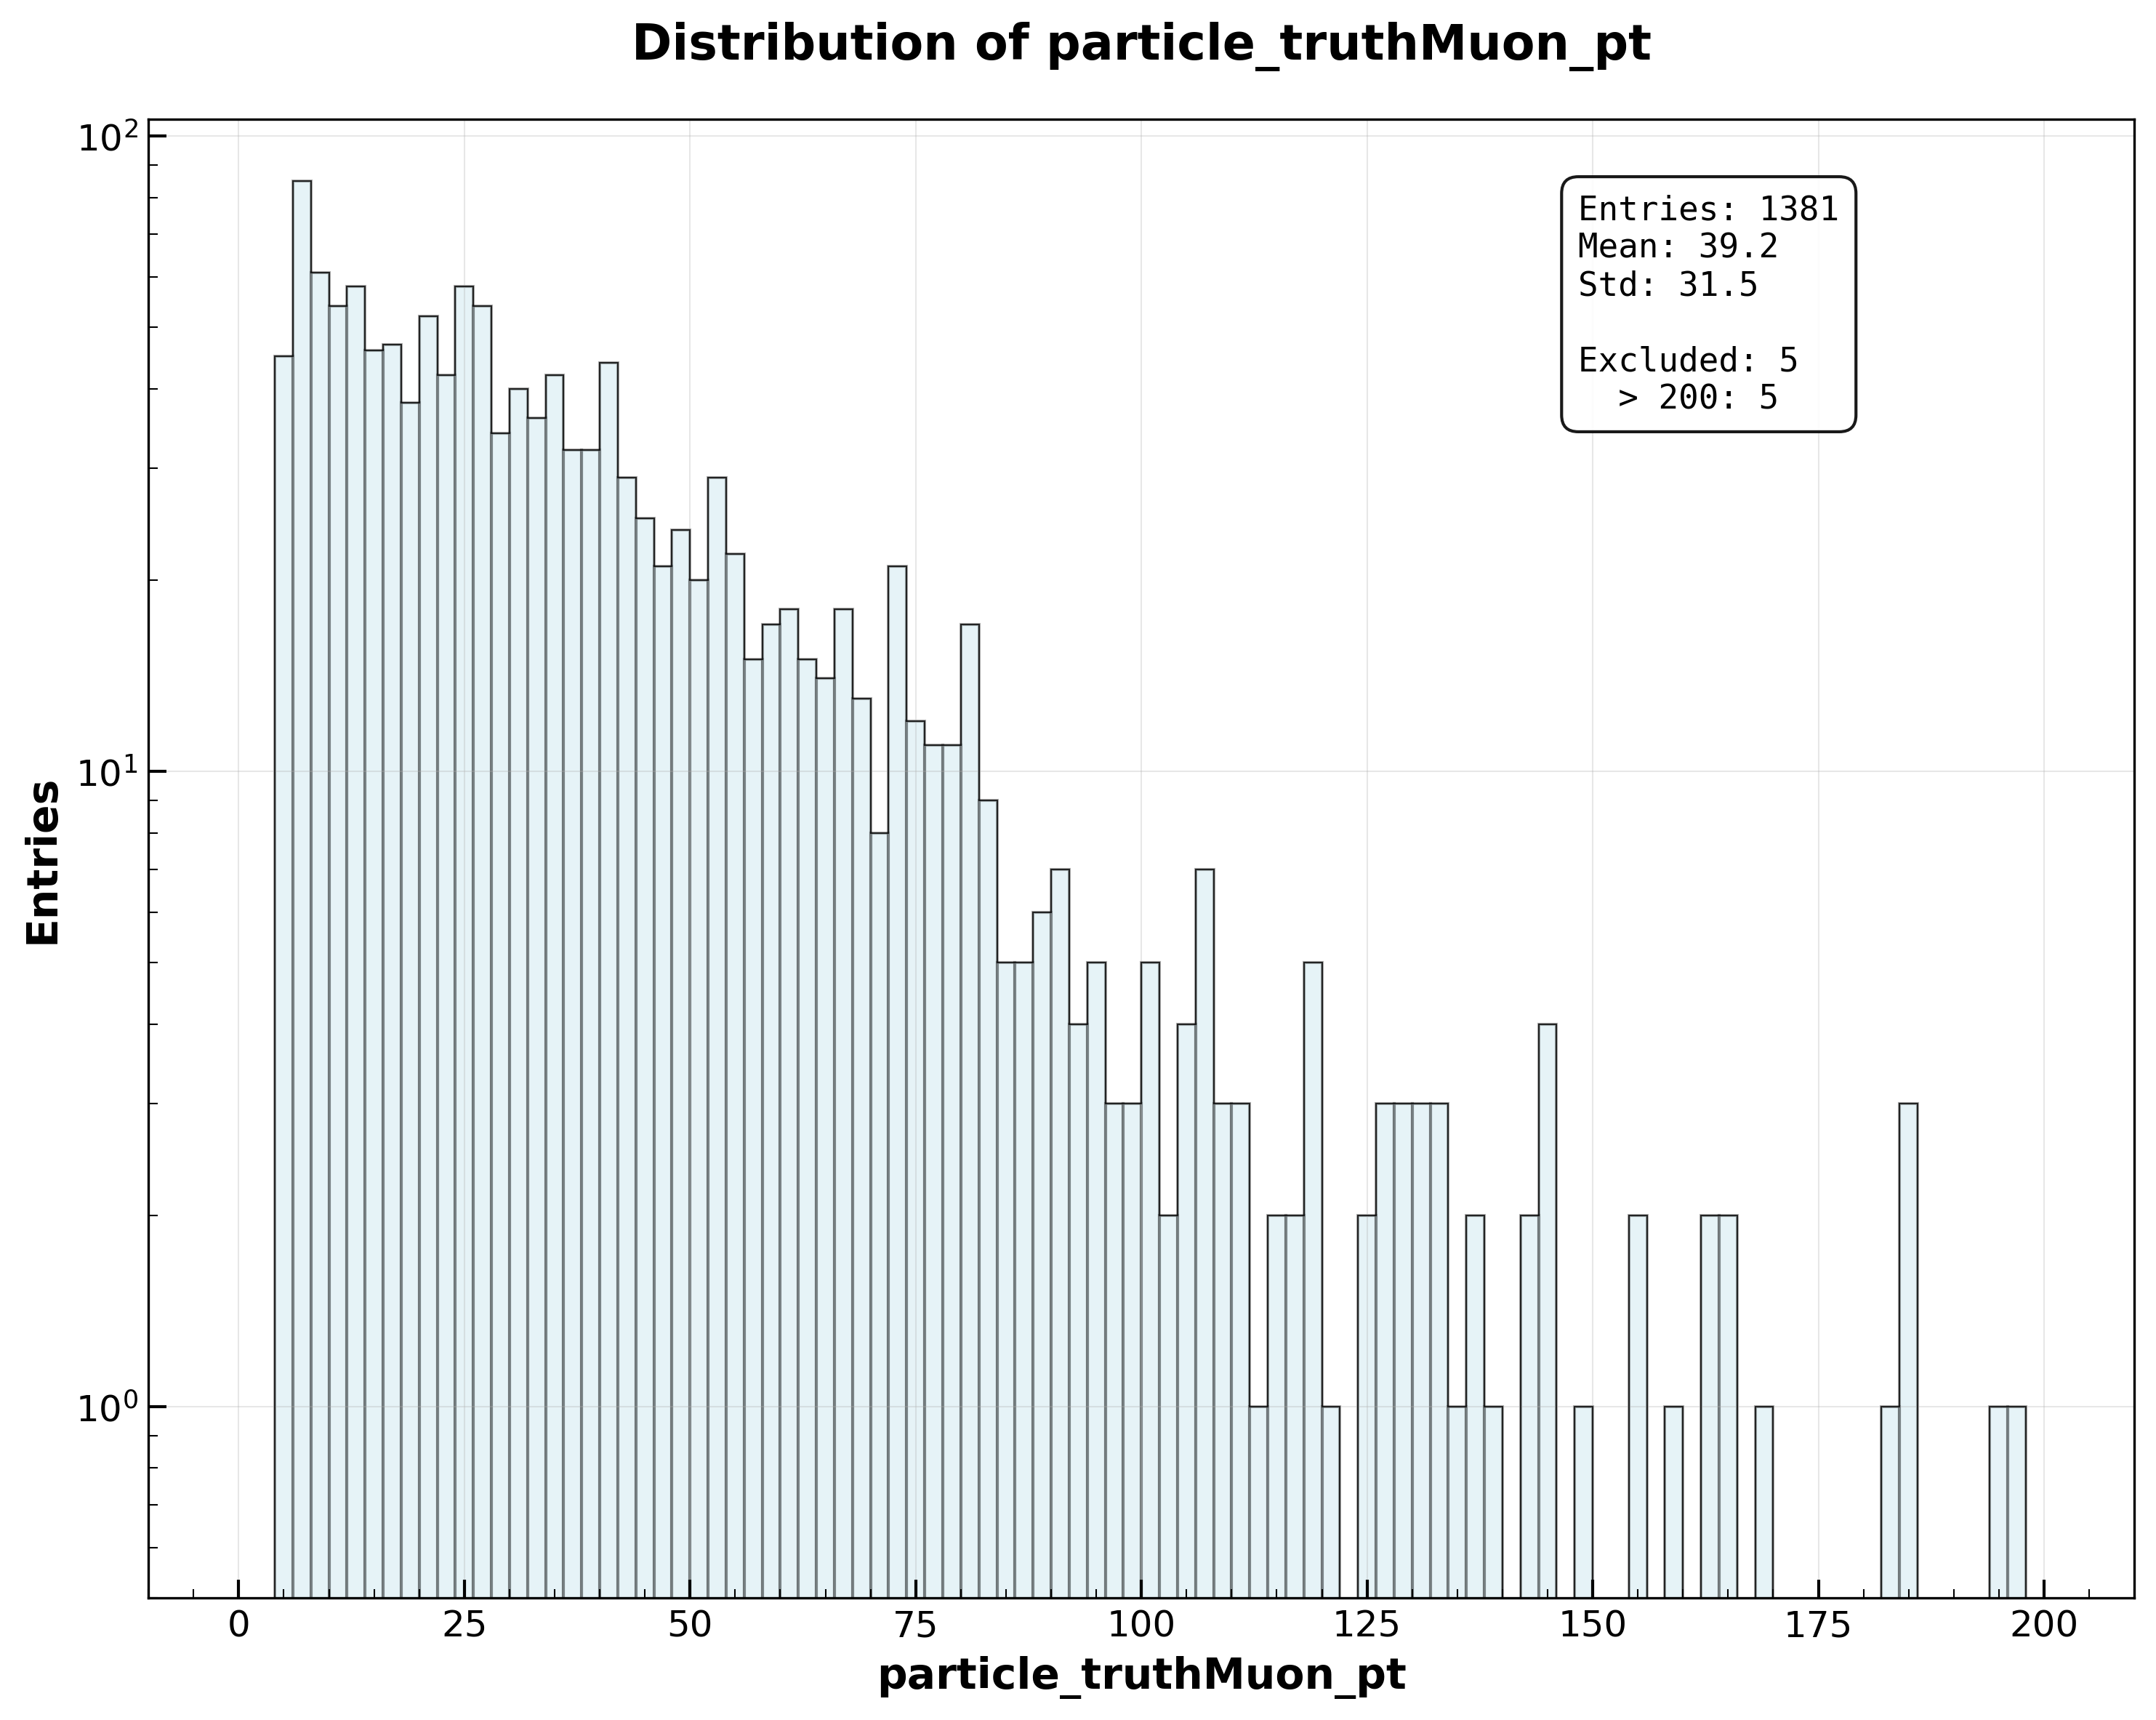 Distribution of particle_truthMuon_pt
10²
10¹
10⁰
Entries
Entries: 1381
Mean: 39.2
Std: 31.5
Excluded: 5
> 200: 5
0 25 50 75 100 125 150 175 200
particle_truthMuon_pt